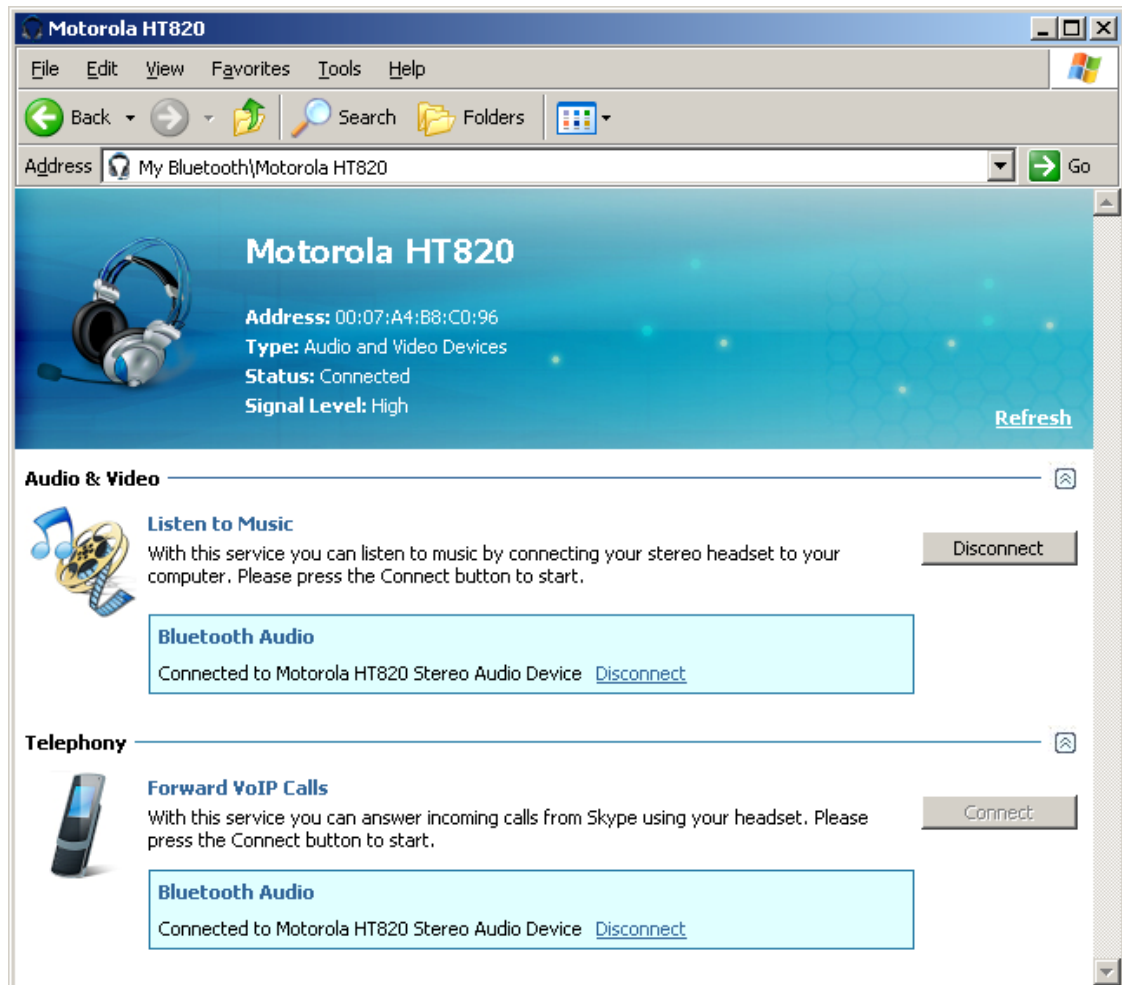 Motorola HT820
File Edit View Favorites Tools Help
Back Search Folders
Address My Bluetooth\Motorola HT820 Go
Motorola HT820
Address: 00:07:A4:B8:C0:96
Type: Audio and Video Devices
Status: Connected
Signal Level: High
Refresh
Audio & Video
Listen to Music
With this service you can listen to music by connecting your stereo headset to your
computer. Please press the Connect button to start.
Disconnect
Bluetooth Audio
Connected to Motorola HT820 Stereo Audio Device Disconnect
Telephony
Forward VoIP Calls
With this service you can answer incoming calls from Skype using your headset. Please
press the Connect button to start.
Connect
Bluetooth Audio
Connected to Motorola HT820 Stereo Audio Device Disconnect